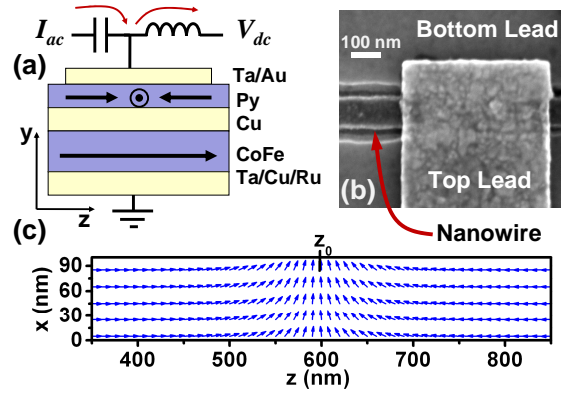 I_ac
V_dc
(a)
Ta/Au
Py
Cu
CoFe
Ta/Cu/Ru
y
z
Bottom Lead
100 nm
Top Lead
(b)
Nanowire
(c)
z_0
x (nm)
90
60
30
0
400 500 600 700 800
z (nm)